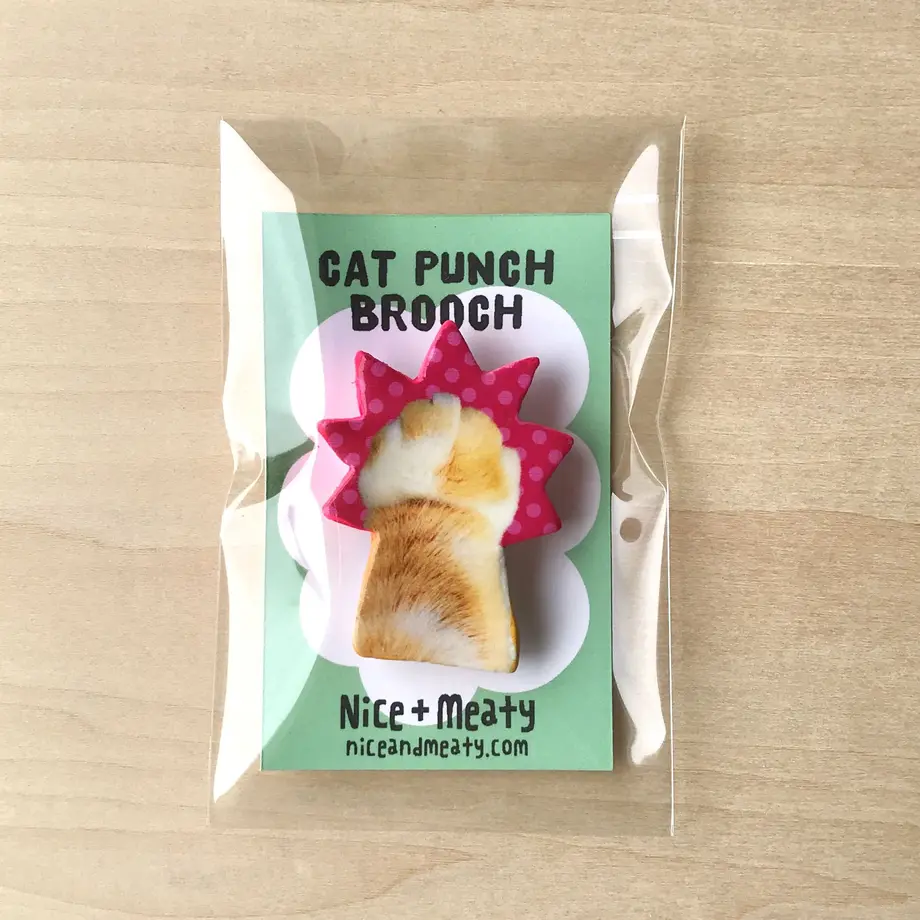 CAT PUNCH
BROOCH
Nice + Meaty
niceandmeaty.com